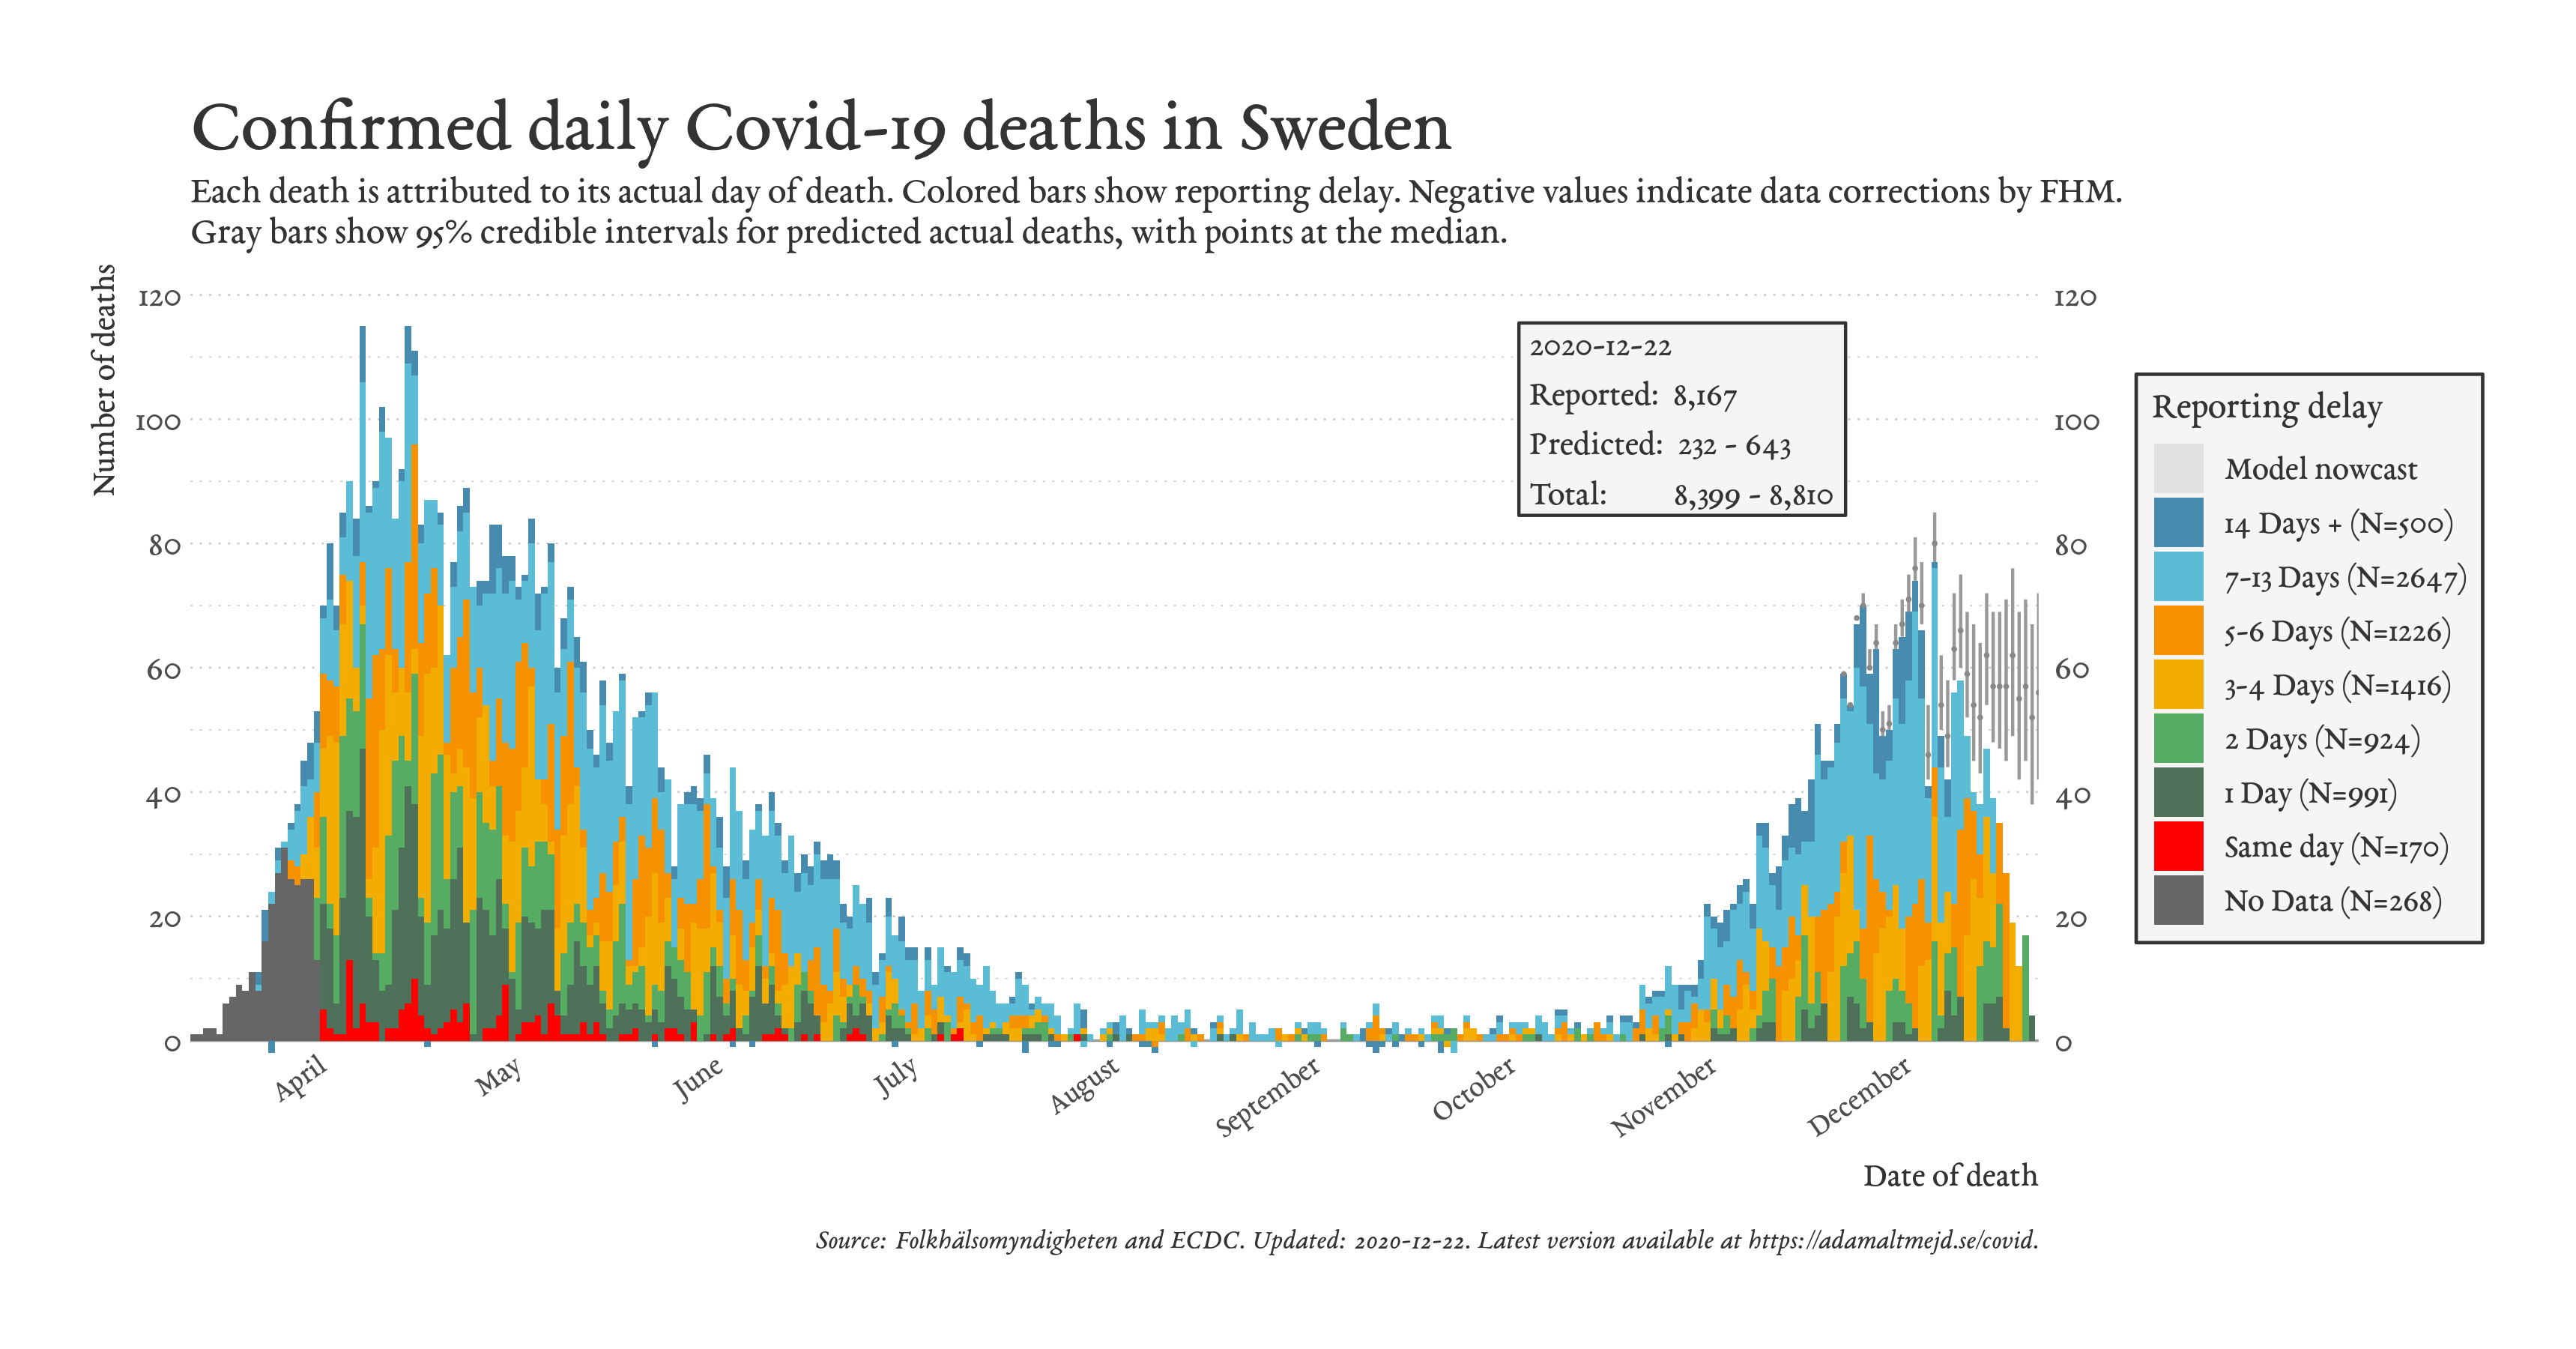 Confirmed daily Covid-19 deaths in Sweden
Each death is attributed to its actual day of death. Colored bars show reporting delay. Negative values indicate data corrections by FHM.
Gray bars show 95% credible intervals for predicted actual deaths, with points at the median.
Number of deaths
120
100
80
60
40
20
0
120
100
80
60
40
20
0
2020-12-22
Reported: 8,167
Predicted: 232 - 643
Total: 8,399 - 8,810
Reporting delay
Model nowcast
14 Days + (N=500)
7-13 Days (N=2647)
5-6 Days (N=1226)
3-4 Days (N=1416)
2 Days (N=924)
1 Day (N=991)
Same day (N=170)
No Data (N=268)
April
May
June
July
August
September
October
November
December
Date of death
Source: Folkhälsomyndigheten and ECDC. Updated: 2020-12-22. Latest version available at https://adamaltmejd.se/covid.